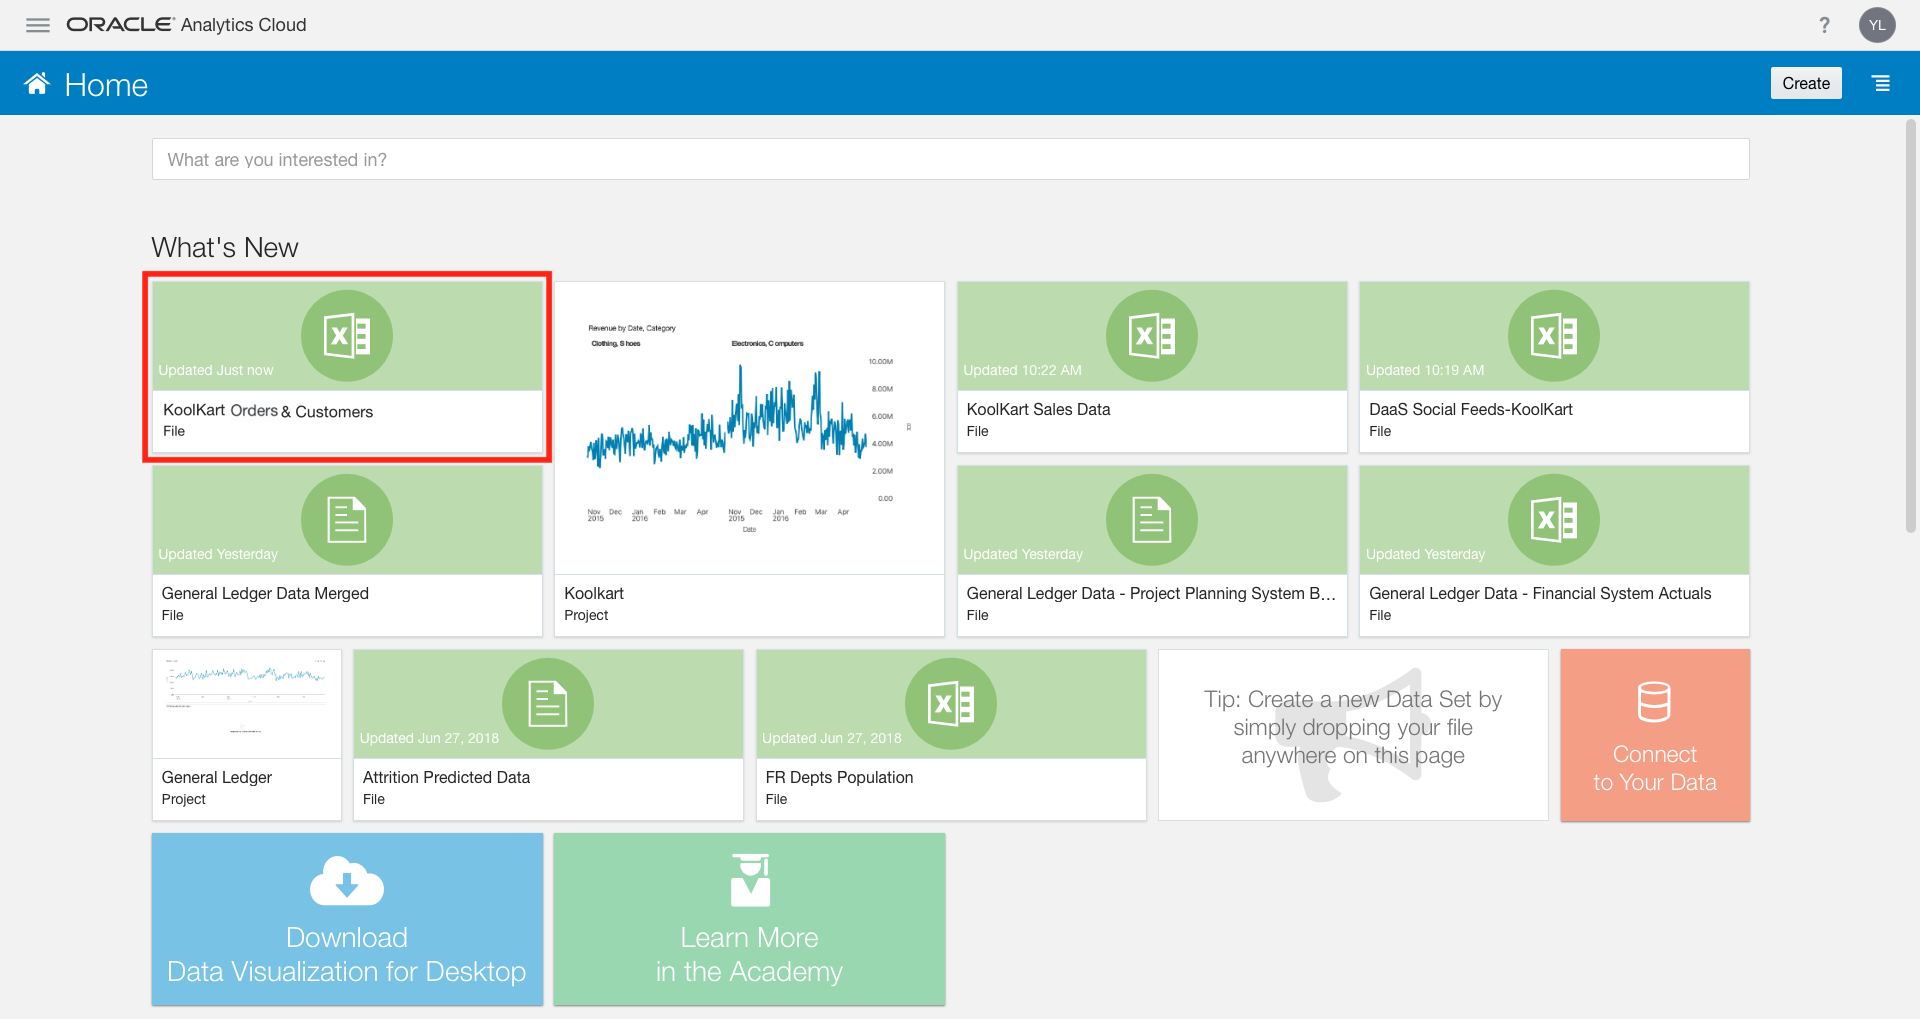 ORACLE Analytics Cloud
?
YL
Home
Create
What are you interested in?
What's New
Updated Just now
KoolKart Orders & Customers
File
Revenue by Date, Category
Clothing, Shoes
Electronics, Computers
10.00M
8.00M
6.00M
4.00M
2.00M
0.00
Nov Dec Jan Feb Mar Apr Nov Dec Jan Feb Mar Apr
2015 2016 2015 2016
Date
Koolkart
Project
Updated 10:22 AM
KoolKart Sales Data
File
Updated 10:19 AM
DaaS Social Feeds-KoolKart
File
Updated Yesterday
General Ledger Data Merged
File
Updated Yesterday
General Ledger Data - Project Planning System B...
File
Updated Yesterday
General Ledger Data - Financial System Actuals
File
General Ledger
Project
Updated Jun 27, 2018
Attrition Predicted Data
File
Updated Jun 27, 2018
FR Depts Population
File
Tip: Create a new Data Set by
simply dropping your file
anywhere on this page
Connect
to Your Data
Download
Data Visualization for Desktop
Learn More
in the Academy